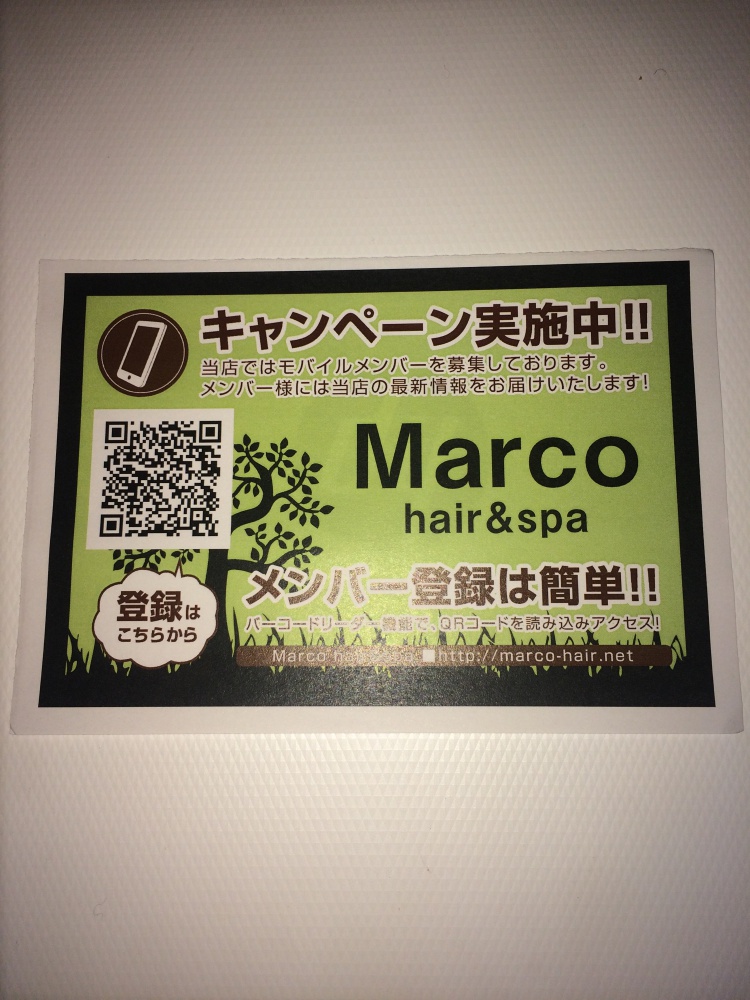 キャンペーン実施中!!
当店ではモバイルメンバーを募集しております。
メンバー様には当店の最新情報をお届けいたします!
Marco
hair&spa
メンバー登録は簡単!!
登録は
こちらから
バーコードリーダー機能で、QRコードを読み込みアクセス!
Marco hair&spa ■http://marco-hair.net